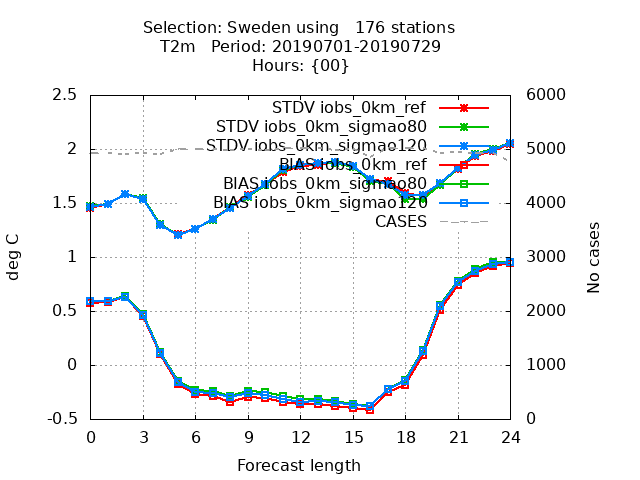 Selection: Sweden using   176 stations
T2m   Period: 20190701-20190729
Hours: {00}
2.5
2
1.5
1
0.5
0
-0.5
6000
5000
4000
3000
2000
1000
0
STDV iobs_0km_ref
STDV iobs_0km_sigmao80
STDV iobs_0km_sigmao120
BIAS iobs_0km_ref
BIAS iobs_0km_sigmao80
BIAS iobs_0km_sigmao120
CASES
deg C
No cases
0 3 6 9 12 15 18 21 24
Forecast length